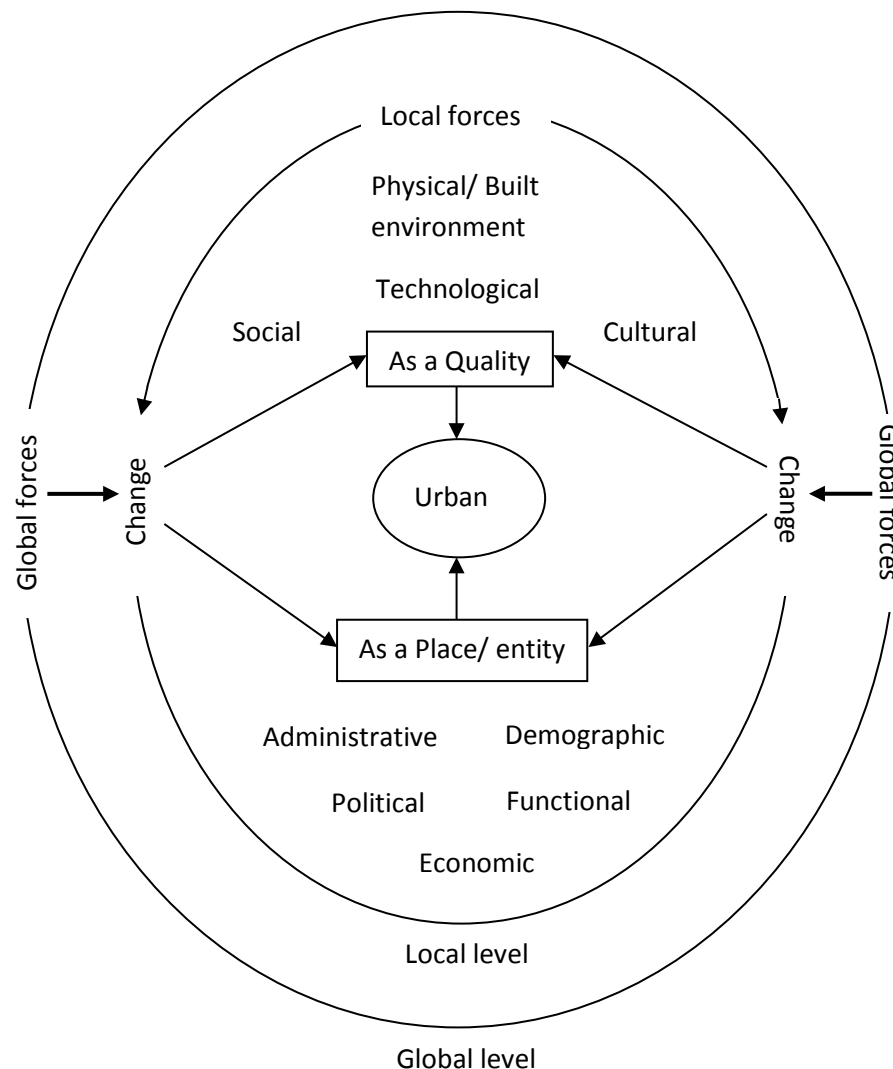 Local forces
Physical/ Built
environment
Technological
Social
Cultural
As a Quality
Global forces
Change
Urban
Change
Global forces
As a Place/ entity
Administrative
Demographic
Political
Functional
Economic
Local level
Global level